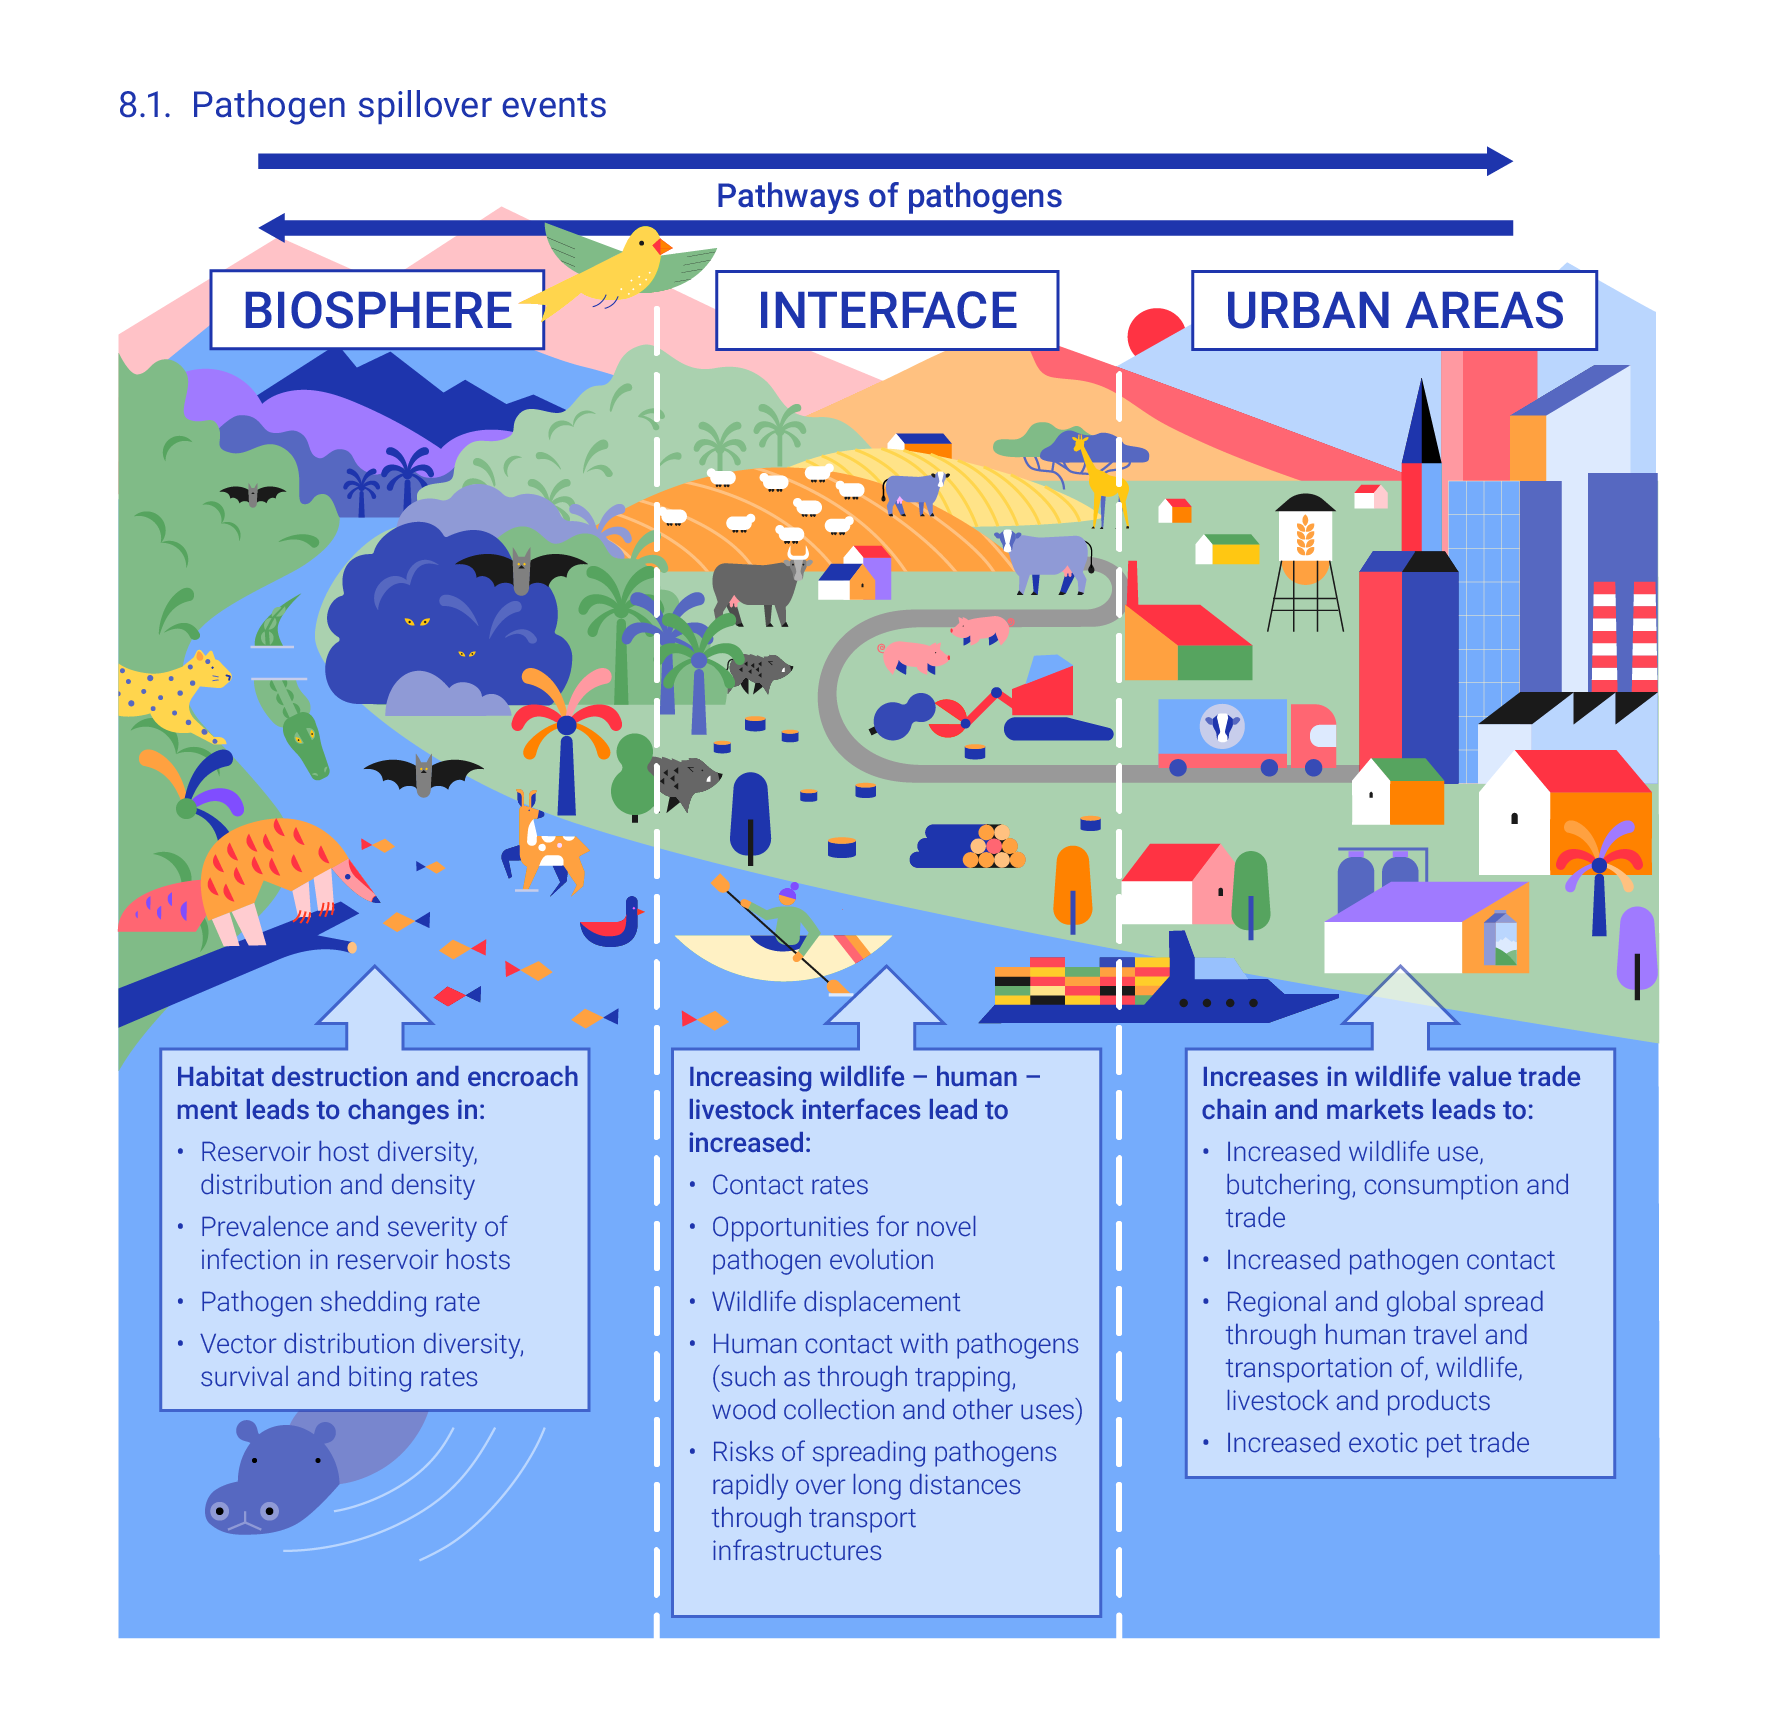 8.1. Pathogen spillover events
Pathways of pathogens
BIOSPHERE
INTERFACE
URBAN AREAS
Habitat destruction and encroach
ment leads to changes in:
• Reservoir host diversity,
distribution and density
• Prevalence and severity of
infection in reservoir hosts
• Pathogen shedding rate
• Vector distribution diversity,
survival and biting rates
Increasing wildlife – human –
livestock interfaces lead to
increased:
• Contact rates
• Opportunities for novel
pathogen evolution
• Wildlife displacement
• Human contact with pathogens
(such as through trapping,
wood collection and other uses)
• Risks of spreading pathogens
rapidly over long distances
through transport
infrastructures
Increases in wildlife value trade
chain and markets leads to:
• Increased wildlife use,
butchering, consumption and
trade
• Increased pathogen contact
• Regional and global spread
through human travel and
transportation of, wildlife,
livestock and products
• Increased exotic pet trade